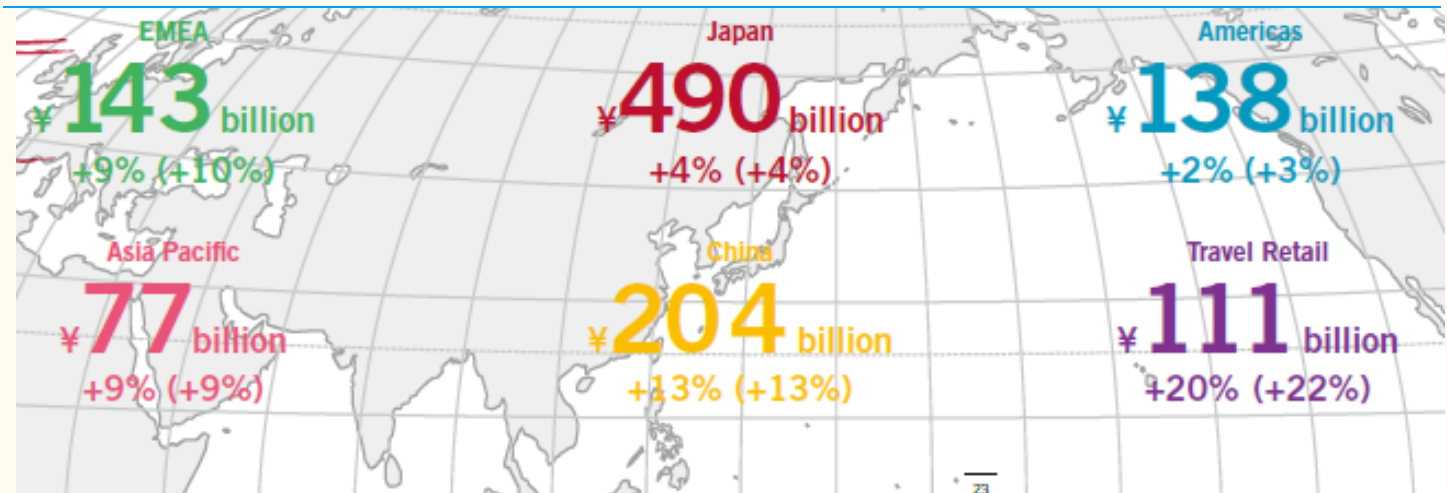 EMEA
¥143 billion
+9% (+10%)
Japan
¥490 billion
+4% (+4%)
Americas
¥138 billion
+2% (+3%)
Asia Pacific
¥77 billion
+9% (+9%)
China
¥204 billion
+13% (+13%)
Travel Retail
¥111 billion
+20% (+22%)
23